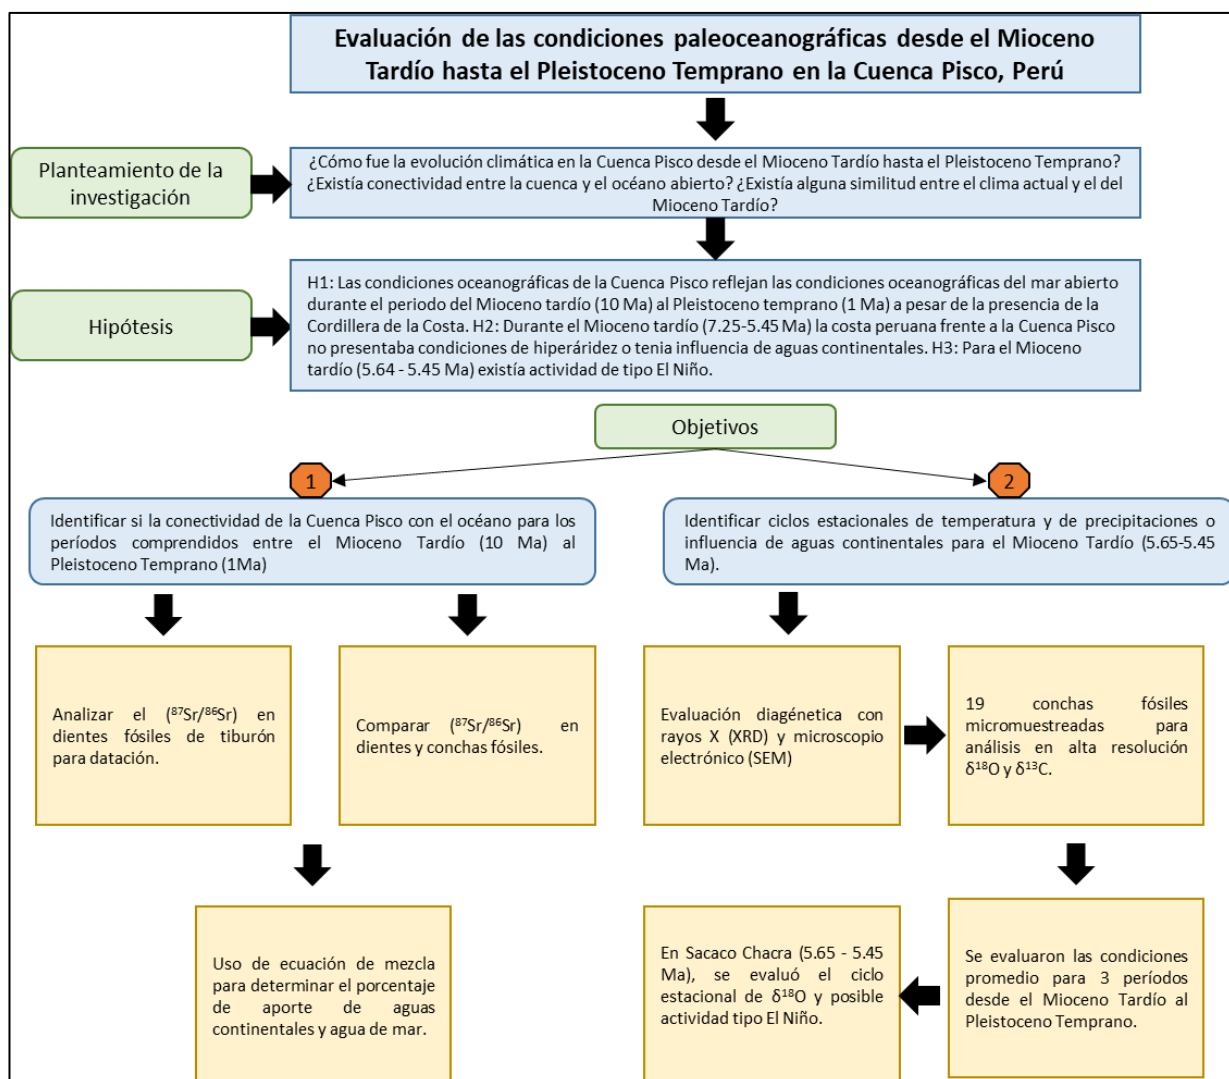 Evaluación de las condiciones paleoceanográficas desde el Mioceno
Tardío hasta el Pleistoceno Temprano en la Cuenca Pisco, Perú
Planteamiento de la
investigación
¿Cómo fue la evolución climática en la Cuenca Pisco desde el Mioceno Tardío hasta el Pleistoceno Temprano?
¿Existía conectividad entre la cuenca y el océano abierto? ¿Existía alguna similitud entre el clima actual y el del
Mioceno Tardío?
Hipótesis
H1: Las condiciones oceanográficas de la Cuenca Pisco reflejan las condiciones oceanográficas del mar abierto
durante el periodo del Mioceno tardío (10 Ma) al Pleistoceno temprano (1 Ma) a pesar de la presencia de la
Cordillera de la Costa. H2: Durante el Mioceno tardío (7.25-5.45 Ma) la costa peruana frente a la Cuenca Pisco
no presentaba condiciones de hiperáridez o tenia influencia de aguas continentales. H3: Para el Mioceno
tardío (5.64 - 5.45 Ma) existía actividad de tipo El Niño.
Objetivos
1
2
Identificar si la conectividad de la Cuenca Pisco con el océano para los
períodos comprendidos entre el Mioceno Tardío (10 Ma) al
Pleistoceno Temprano (1Ma)
Identificar ciclos estacionales de temperatura y de precipitaciones o
influencia de aguas continentales para el Mioceno Tardío (5.65-5.45
Ma).
Analizar el (⁸⁷Sr/⁸⁶Sr) en
dientes fósiles de tiburón
para datación.
Comparar (⁸⁷Sr/⁸⁶Sr) en
dientes y conchas fósiles.
Evaluación diagénetica con
rayos X (XRD) y microscopio
electrónico (SEM)
19 conchas fósiles
micromuestreadas para
análisis en alta resolución
δ¹⁸O y δ¹³C.
Uso de ecuación de mezcla
para determinar el porcentaje
de aporte de aguas
continentales y agua de mar.
En Sacaco Chacra (5.65 - 5.45
Ma), se evaluó el ciclo
estacional de δ¹⁸O y posible
actividad tipo El Niño.
Se evaluaron las condiciones
promedio para 3 períodos
desde el Mioceno Tardío al
Pleistoceno Temprano.